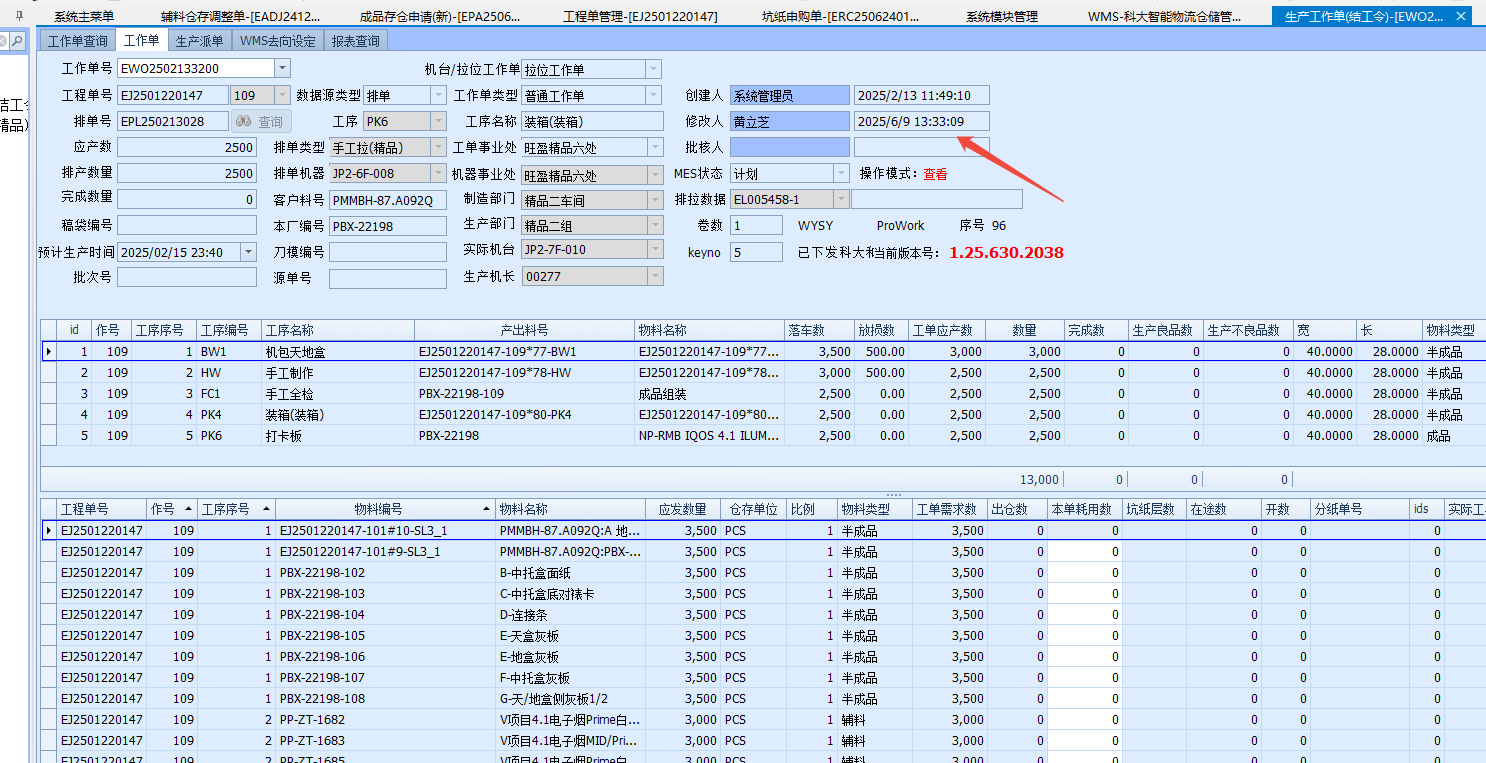 系统主菜单 辅料仓存调整单-[EADJ2412... 成品存仓申请(新)-[EPA2506... 工程单管理-[EJ2501220147] 坑纸申购单-[ERC25062401... 系统模块管理 WMS-科大智能物流仓储管... 生产工作单(结工令)-[EWO2... ×
工作单查询 工作单 生产派单 WMS去向设定 报表查询
工作单号 EWO2502133200 机台/拉位工作单 拉位工作单
工程单号 EJ2501220147 109 数据源类型 排单 工作单类型 普通工作单 创建人 系统管理员 2025/2/13 11:49:10
排单号 EPL250213028 查询 工序 PK6 工序名称 装箱(装箱) 修改人 黄立芝 2025/6/9 13:33:09
应产数 2500 排单类型 手工拉(精品) 工单事业处 旺盈精品六处 批核人
排产数量 2500 排单机器 JP2-6F-008 机器事业处 旺盈精品六处 MES状态 计划 操作模式: 查看
完成数量 0 客户料号 PMMBH-87.A092Q 制造部门 精品二车间 排拉数据 EL005458-1
稿袋编号 本厂编号 PBX-22198 生产部门 精品二组 卷数 1 WYSY ProWork 序号 96
预计生产时间 2025/02/15 23:40 刀模编号 实际机台 JP2-7F-010 keyno 5 已下发科大 当前版本号: 1.25.630.2038
批次号 源单号 生产机长 00277
id 作号 工序序号 工序编号 工序名称 产出料号 物料名称 落车数 放损数 工单应产数 数量 完成数 生产良品数 生产不良品数 宽 长 物料类型
1 109 1 BW1 机包天地盒 EJ2501220147-109*77-BW1 EJ2501220147-109*77... 3,500 500.00 3,000 3,000 0 0 0 40.0000 28.0000 半成品
2 109 2 HW 手工制作 EJ2501220147-109*78-HW EJ2501220147-109*78... 3,000 500.00 2,500 2,500 0 0 0 40.0000 28.0000 半成品
3 109 3 FC1 手工全检 PBX-22198-109 成品组装 2,500 0.00 2,500 2,500 0 0 0 40.0000 28.0000 半成品
4 109 4 PK4 装箱(装箱) EJ2501220147-109*80-PK4 EJ2501220147-109*80... 2,500 0.00 2,500 2,500 0 0 0 40.0000 28.0000 半成品
5 109 5 PK6 打卡板 PBX-22198 NP-RMB IQOS 4.1 ILUM... 2,500 0.00 2,500 2,500 0 0 0 40.0000 28.0000 成品
13,000 0 0 0
工程单号 作号 工序序号 物料编号 物料名称 应发数量 仓存单位 比例 物料类型 工单需求数 出仓数 本单耗用数 坑纸层数 在途数 开数 分纸单号 ids 实际工
EJ2501220147 109 1 EJ2501220147-101#10-SL3_1 PMMBH-87.A092Q:A 地... 3,500 PCS 1 半成品 3,500 0 0 0 0 0
EJ2501220147 109 1 EJ2501220147-101#9-SL3_1 PMMBH-87.A092Q:PBX-... 3,500 PCS 1 半成品 3,500 0 0 0 0 0
EJ2501220147 109 1 PBX-22198-102 B-中托盒面纸 3,500 PCS 1 半成品 3,500 0 0 0 0 0
EJ2501220147 109 1 PBX-22198-103 C-中托盒底对裱卡 3,500 PCS 1 半成品 3,500 0 0 0 0 0
EJ2501220147 109 1 PBX-22198-104 D-连接条 3,500 PCS 1 半成品 3,500 0 0 0 0 0
EJ2501220147 109 1 PBX-22198-105 E-天盒灰板 3,500 PCS 1 半成品 3,500 0 0 0 0 0
EJ2501220147 109 1 PBX-22198-106 E-地盒灰板 3,500 PCS 1 半成品 3,500 0 0 0 0 0
EJ2501220147 109 1 PBX-22198-107 F-中托盒灰板 3,500 PCS 1 半成品 3,500 0 0 0 0 0
EJ2501220147 109 1 PBX-22198-108 G-天/地盒侧灰板1/2 3,500 PCS 1 半成品 3,500 0 0 0 0 0
EJ2501220147 109 2 PP-ZT-1682 V项目4.1电子烟Prime白... 3,000 PCS 1 辅料 3,000 0 0 0 0 0
EJ2501220147 109 2 PP-ZT-1683 V项目4.1电子烟MID/Pri... 3,000 PCS 1 辅料 3,000 0 0 0 0 0
EJ2501220147 109 2 PP-ZT-1685 V项目4.1电子烟Prime白... 3,000 PCS 1 辅料 3,000 0 0 0 0 0